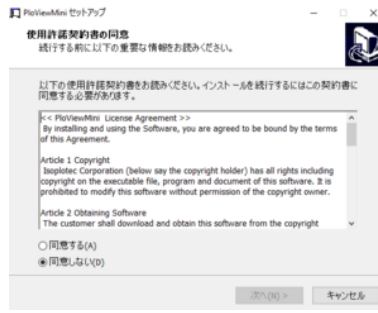 PloViewMini セットアップ
使用許諾契約書の同意
続行する前に以下の重要な情報をお読みください。
以下の使用許諾契約書をお読みください。インストールを続行するにはこの契約書に
同意する必要があります。
<< PloViewMini  License Agreement >>
By installing and using the Software, you are agreed to be bound by the terms
of this Agreement.
Article 1 Copyright
Isoplotec Corporation (below say the copyright holder) has all rights including
copyright on the executable file, program and document of this software. It is
prohibited to modify this software without permission of the copyright owner.
Article 2 Obtaining Software
The customer shall download and obtain this software from the copyright
同意する(A)
同意しない(D)
次へ(N) >
キャンセル